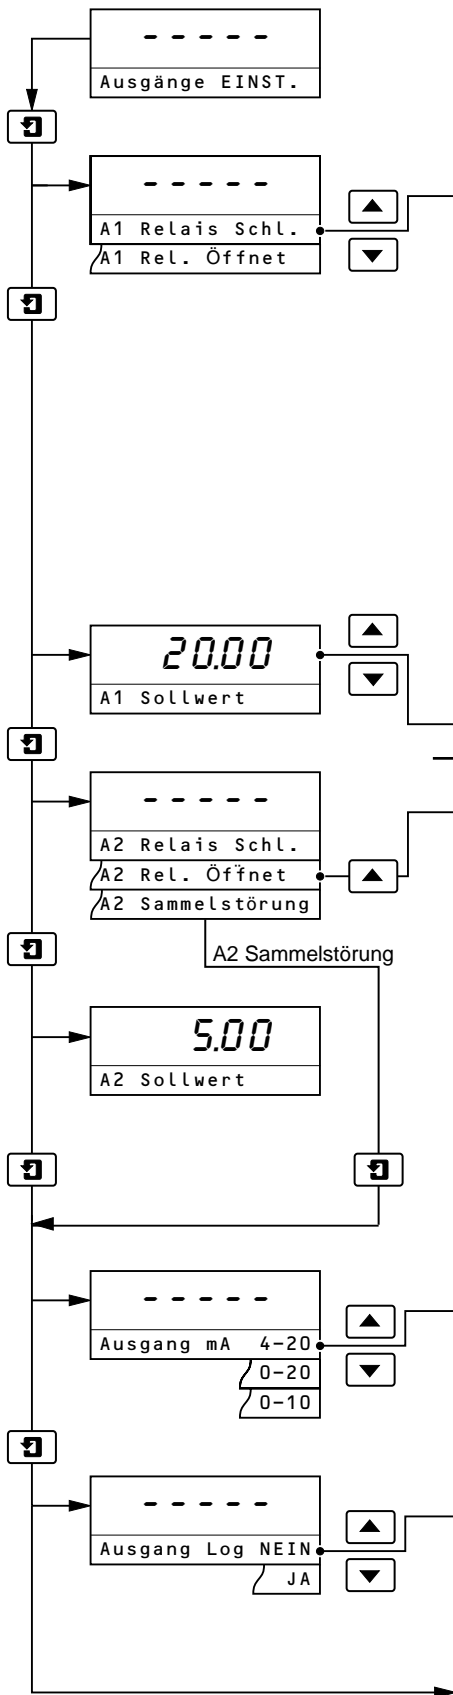 - - - - -
Ausgänge EINST.
- - - - -
A1 Relais Schl.
A1 Rel. Öffnet
20.00
A1 Sollwert
- - - - -
A2 Relais Schl.
A2 Rel. Öffnet
A2 Sammelstörung
A2 Sammelstörung
5.00
A2 Sollwert
- - - - -
Ausgang mA 4-20
0-20
0-10
- - - - -
Ausgang Log NEIN
JA